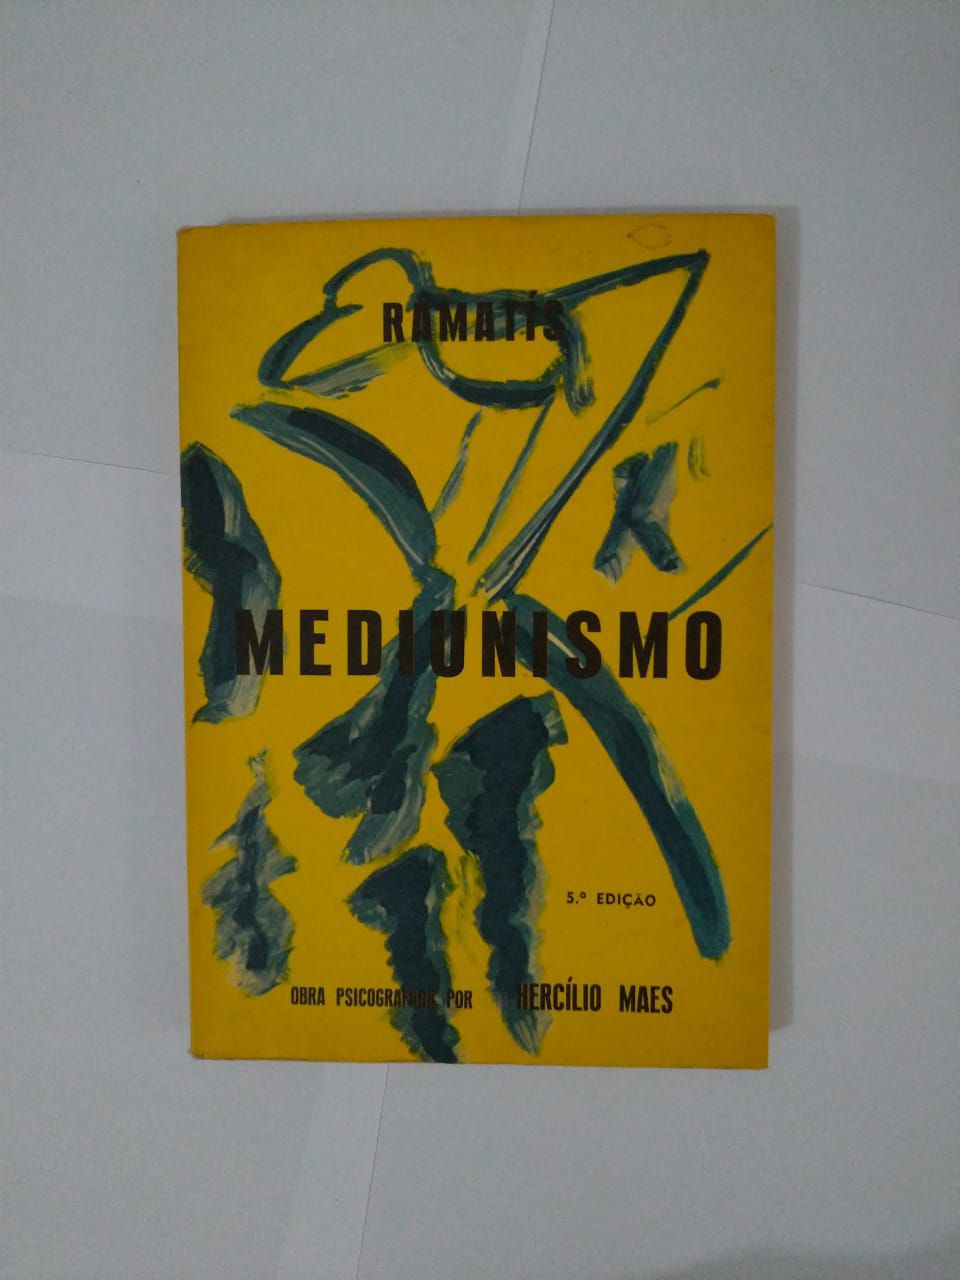 RAMATÍS
MEDIUNISMO
5.ª EDIÇÃO
OBRA PSICOGRAFADA POR HERCÍLIO MAES